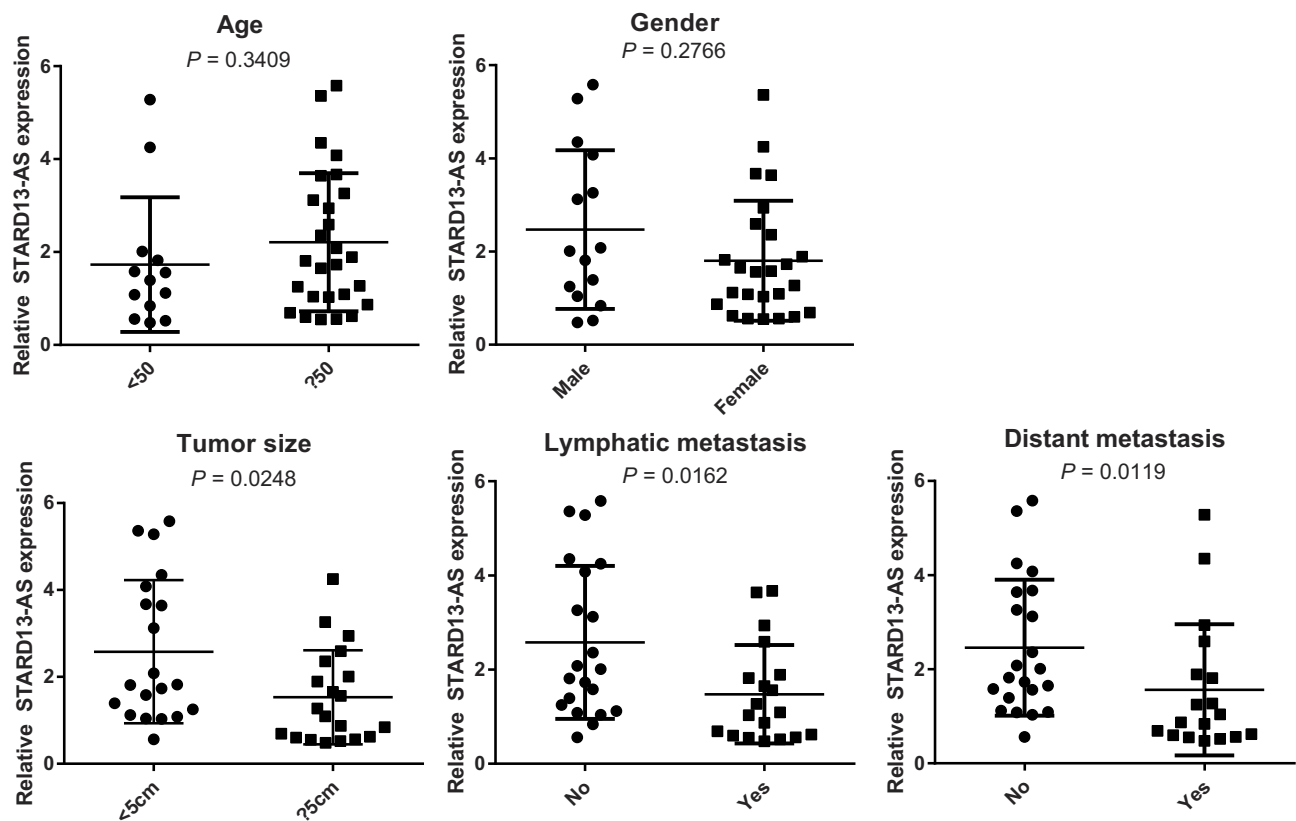 Age
P = 0.3409
Relative STARD13-AS expression
6
4
2
0
<50
?50
Gender
P = 0.2766
Relative STARD13-AS expression
6
4
2
0
Male
Female
Tumor size
P = 0.0248
Relative STARD13-AS expression
6
4
2
0
<5cm
?5cm
Lymphatic metastasis
P = 0.0162
Relative STARD13-AS expression
6
4
2
0
No
Yes
Distant metastasis
P = 0.0119
Relative STARD13-AS expression
6
4
2
0
No
Yes